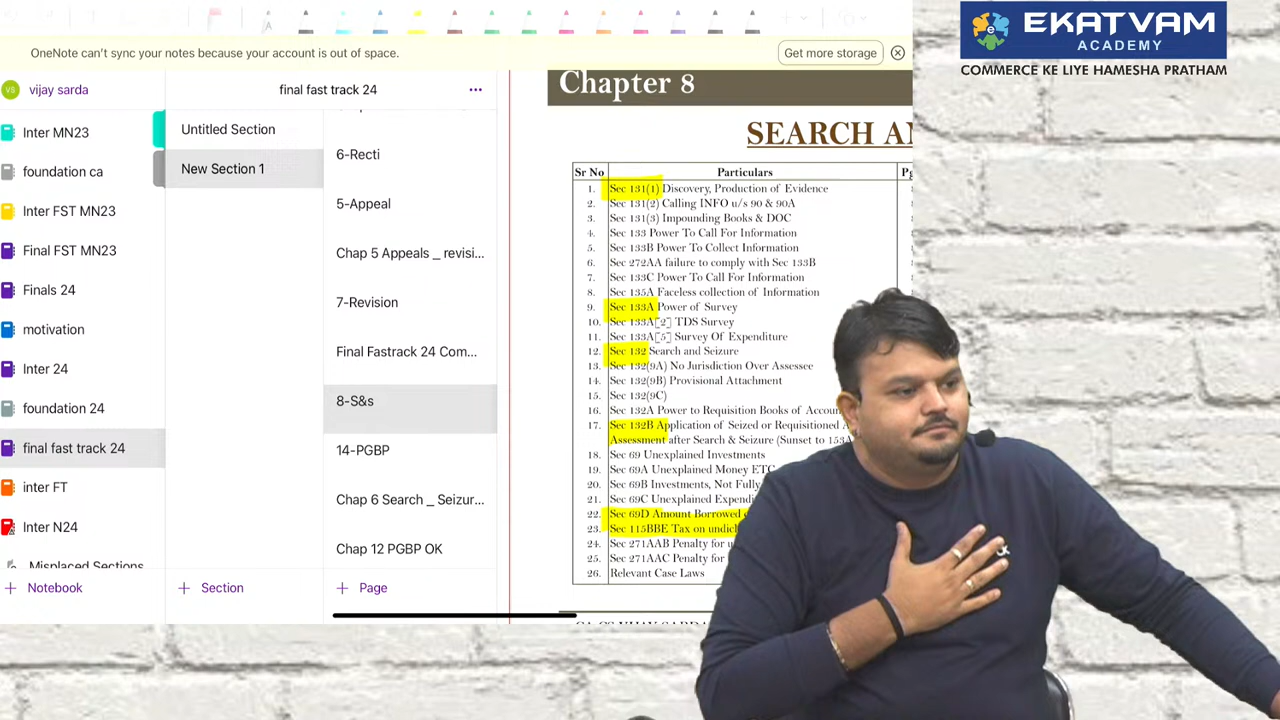 EKATVAM
ACADEMY
COMMERCE KE LIYE HAMESHA PRATHAM
OneNote can't sync your notes because your account is out of space.
Get more storage
VS vijay sarda
Inter MN23
foundation ca
Inter FST MN23
Final FST MN23
Finals 24
motivation
Inter 24
foundation 24
final fast track 24
inter FT
Inter N24
Misplaced Sections
+ Notebook
Untitled Section
New Section 1
+ Section
final fast track 24
6-Recti
5-Appeal
Chap 5 Appeals _ revisi...
7-Revision
Final Fastrack 24 Com...
8-S&s
14-PGBP
Chap 6 Search _ Seizur...
Chap 12 PGBP OK
+ Page
Chapter 8
SEARCH
Sr No Particulars
1. Sec 131(1) Discovery, Production of Evidence
2. Sec 131(2) Calling INFO u/s 90 & 90A
3. Sec 131(3) Impounding Books & DOC
4. Sec 133 Power To Call For Information
5. Sec 133B Power To Collect Information
6. Sec 272AA failure to comply with Sec 133B
7. Sec 133C Power To Call For Information
8. Sec 135A Faceless collection of Information
9. Sec 133A Power of Survey
10. Sec 133A[2] TDS Survey
11. Sec 133A[5] Survey Of Expenditure
12. Sec 132 Search and Seizure
13. Sec 132(9A) No Jurisdiction Over Assessee
14. Sec 132(9B) Provisional Attachment
15. Sec 132(9C)
16. Sec 132A Power to Requisition Books of
17. Sec 132B Application of Seized or Requisitioned
Assessment after Search & Seizure (Sunset to
18. Sec 69 Unexplained Investments
19. Sec 69A Unexplained Money ETC
20. Sec 69B Investments, Not Fully
21. Sec 69C Unexplained
22. Sec 69D Amount Borrowed
23. Sec 115BBE Tax on
24. Sec 271AAB Penalty for
25. Sec 271AAC Penalty for
26. Relevant Case Laws